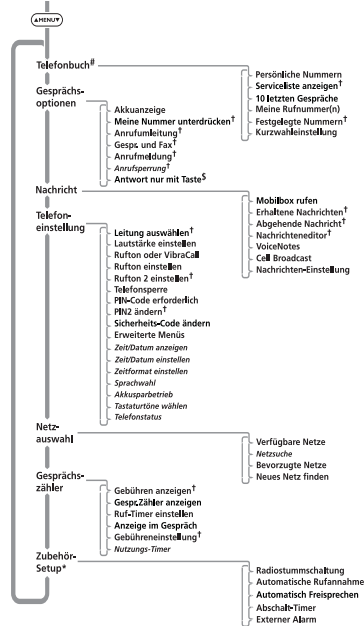 ▲MENU▼
Telefonbuch#
Persönliche Nummern
Serviceliste anzeigen†
10 letzten Gespräche
Meine Rufnummer(n)
Festgelegte Nummern†
Kurzwahleinstellung
Gesprächs-
optionen
Akkuanzeige
Meine Nummer unterdrücken†
Anrufumleitung†
Gespr. und Fax†
Anrufmeldung†
Anrufsperrung†
Antwort nur mit Taste$
Nachricht
Mobilbox rufen
Erhaltene Nachrichten†
Abgehende Nachricht†
Nachrichteneditor†
VoiceNotes
Cell Broadcast
Nachrichten-Einstellung
Telefon-
einstellung
Leitung auswählen†
Lautstärke einstellen
Rufton oder VibraCall
Rufton einstellen
Rufton 2 einstellen†
Telefonsperre
PIN-Code erforderlich
PIN2 ändern†
Sicherheits-Code ändern
Erweiterte Menüs
Zeit/Datum anzeigen
Zeit/Datum einstellen
Zeitformat einstellen
Sprachwahl
Akkusparbetrieb
Tastaturtöne wählen
Telefonstatus
Netz-
auswahl
Verfügbare Netze
Netzsuche
Bevorzugte Netze
Neues Netz finden
Gesprächs-
zähler
Gebühren anzeigen†
Gespr.Zähler anzeigen
Ruf-Timer einstellen
Anzeige im Gespräch
Gebühreneinstellung†
Nutzungs-Timer
Zubehör-
Setup*
Radiostummschaltung
Automatische Rufannahme
Automatisch Freisprechen
Abschalt-Timer
Externer Alarm